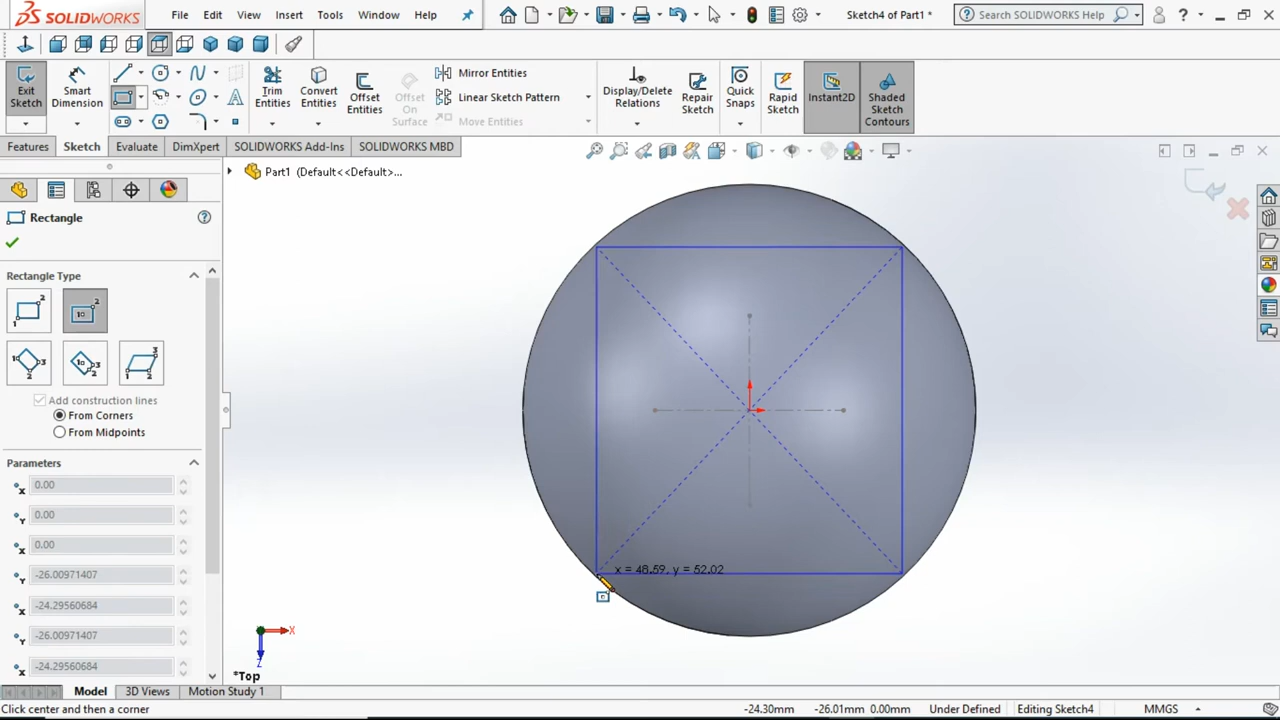 SOLIDWORKS
File Edit View Insert Tools Window Help
Sketch4 of Part1 *
Search SOLIDWORKS Help
Exit Sketch
Smart Dimension
Trim Entities
Convert Entities
Offset Entities
Offset On Surface
Mirror Entities
Linear Sketch Pattern
Move Entities
Display/Delete Relations
Repair Sketch
Quick Snaps
Rapid Sketch
Instant2D
Shaded Sketch Contours
Features Sketch Evaluate DimXpert SOLIDWORKS Add-Ins SOLIDWORKS MBD
Part1 (Default<<Default>...
Rectangle
Rectangle Type
Add construction lines
From Corners
From Midpoints
Parameters
0.00
0.00
0.00
-26.00971407
-24.29560684
-26.00971407
-24.29560684
x = 48.59, y = 52.02
X
Z
*Top
Model 3D Views Motion Study 1
Click center and then a corner
-24.30mm -26.01mm 0.00mm Under Defined Editing Sketch4 MMGS